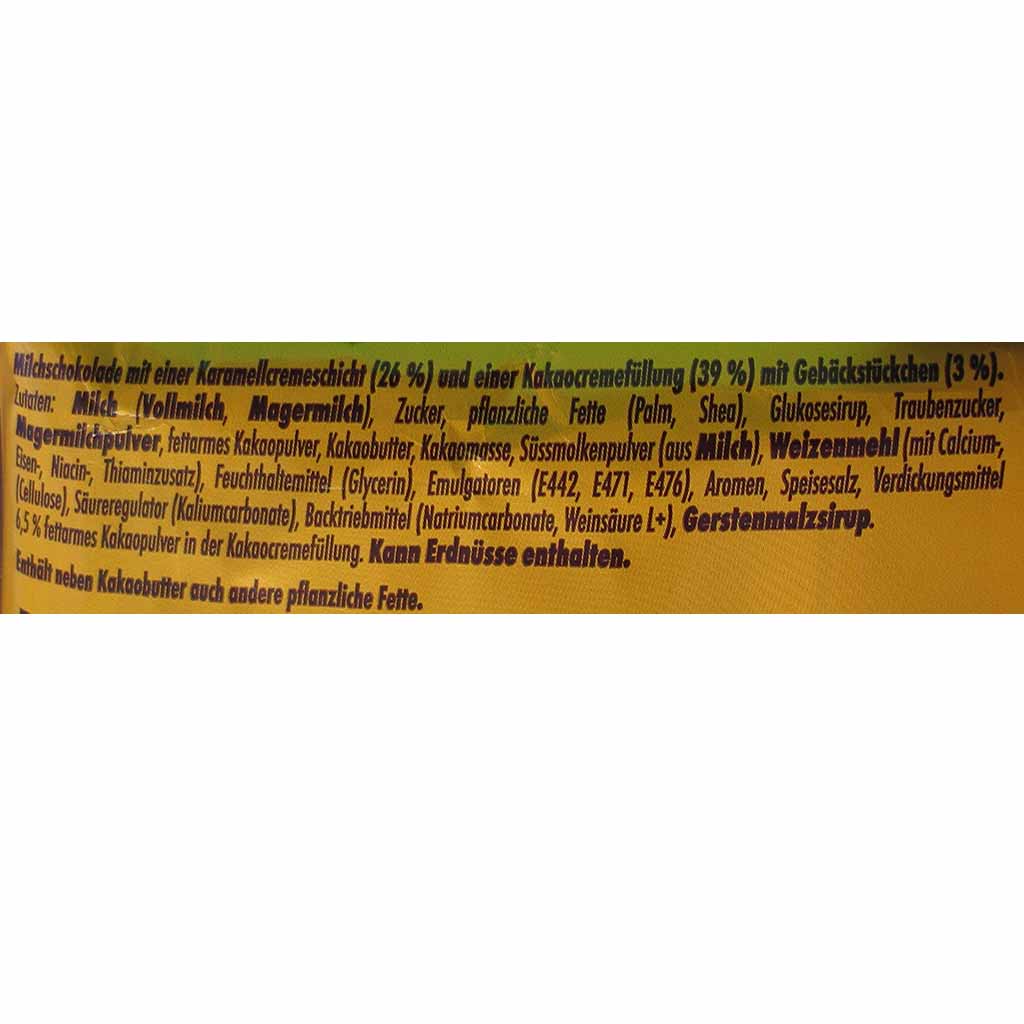 Milchschokolade mit einer Karamellcremeschicht (26 %) und einer Kakaocremefüllung (39 %) mit Gebäckstückchen (3 %).
Zutaten: Milch (Vollmilch, Magermilch), Zucker, pflanzliche Fette (Palm, Shea), Glukosesirup, Traubenzucker,
Magermilchpulver, fettarmes Kakaopulver, Kakaobutter, Kakaomasse, Süssmolkenpulver (aus Milch), Weizenmehl (mit Calcium-,
Eisen-, Niacin-, Thiaminzusatz), Feuchthaltemittel (Glycerin), Emulgatoren (E442, E471, E476), Aromen, Speisesalz, Verdickungsmittel
(Cellulose), Säureregulator (Kaliumcarbonate), Backtriebmittel (Natriumcarbonate, Weinsäure L+), Gerstenmalzsirup.
6,5 % fettarmes Kakaopulver in der Kakaocremefüllung. Kann Erdnüsse enthalten.
Enthält neben Kakaobutter auch andere pflanzliche Fette.